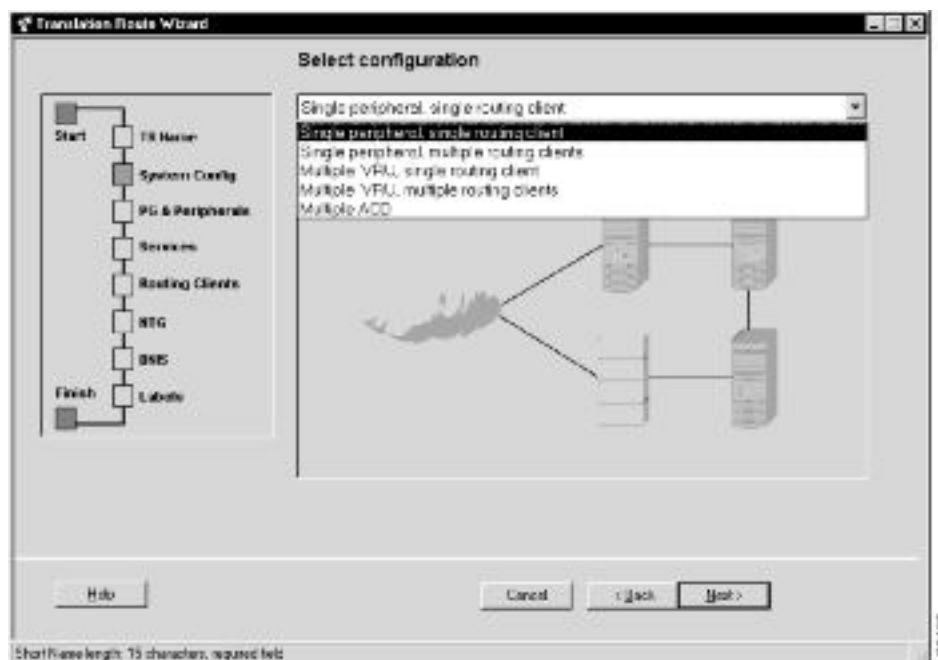 Translation Route Wizard
Select configuration
Single peripheral, single routing client
Single peripheral, single routing client
Single peripheral, multiple routing clients
Multiple VRU, single routing client
Multiple VRU, multiple routing clients
Multiple ACD
Start
TR Name
System Config
PG & Peripherals
Services
Routing Clients
NTG
DNIS
Finish
Labels
Help
Cancel
< Back
Next >
Short Name length: 15 characters, required field